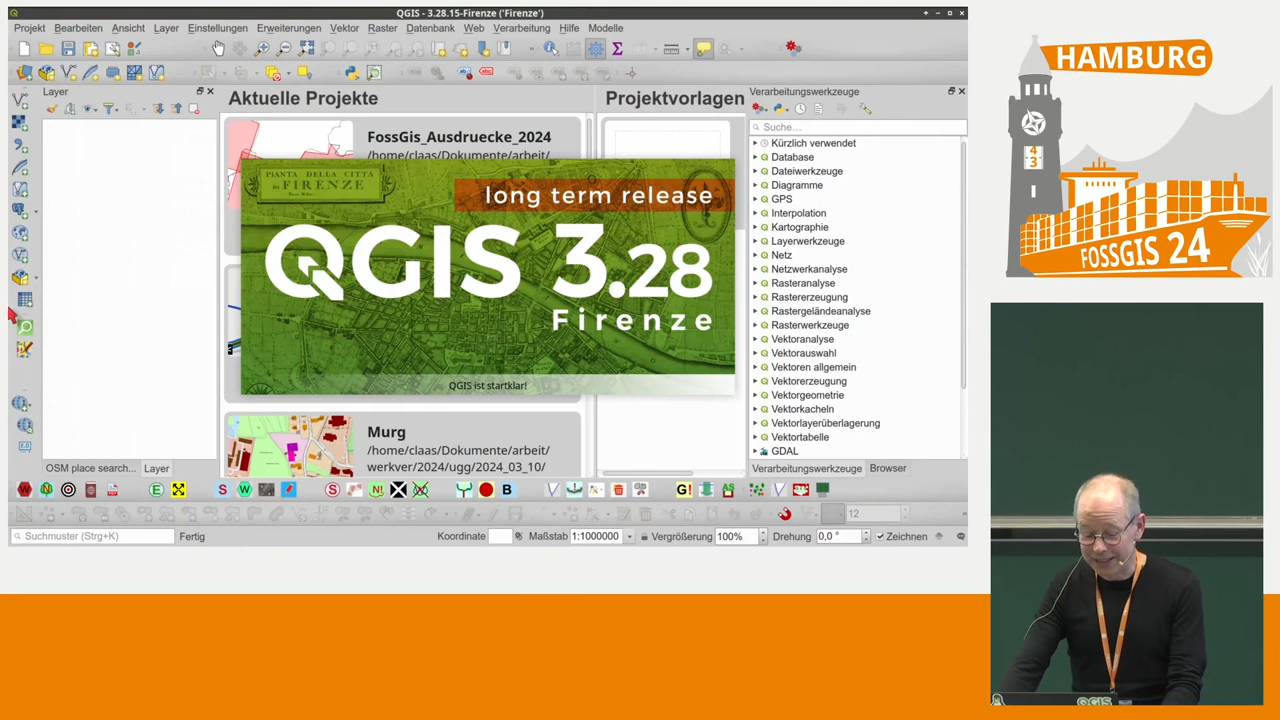 QGIS - 3.28.15-Firenze ('Firenze')
Projekt Bearbeiten Ansicht Layer Einstellungen Erweiterungen Vektor Raster Datenbank Web Verarbeitung Hilfe Modelle
Layer
Aktuelle Projekte
Projektvorlagen
Verarbeitungswerkzeuge
Suche…
FossGis_Ausdruecke_2024
/home/claas/Dokumente/arbeit/
Kürzlich verwendet
Database
Dateiwerkzeuge
Diagramme
GPS
Interpolation
Kartographie
Layerwerkzeuge
Netz
Netzwerkanalyse
Rasteranalyse
Rastererzeugung
Rastergeländeanalyse
Rasterwerkzeuge
Vektoranalyse
Vektorauswahl
Vektoren allgemein
Vektorerzeugung
Vektorgeometrie
Vektorkacheln
Vektorlayerüberlagerung
Vektortabelle
GDAL
PIANTA DELLA CITTÀ
DI FIRENZE
long term release
QGIS 3.28
Firenze
QGIS ist startklar!
Murg
/home/claas/Dokumente/arbeit/
werkver/2024/ugg/2024_03_10/
OSM place search... Layer
Verarbeitungswerkzeuge Browser
12
Suchmuster (Strg+K) Fertig Koordinate Maßstab 1:1000000 Vergrößerung 100% Drehung 0,0 ° Zeichnen
HAMBURG
4
3
FOSSGIS 24
QGIS